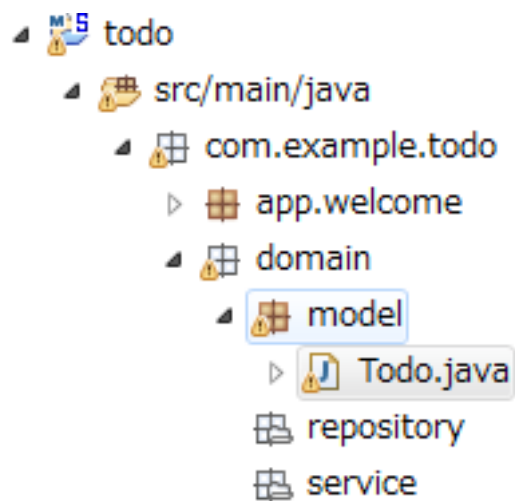 todo
src/main/java
com.example.todo
app.welcome
domain
model
Todo.java
repository
service